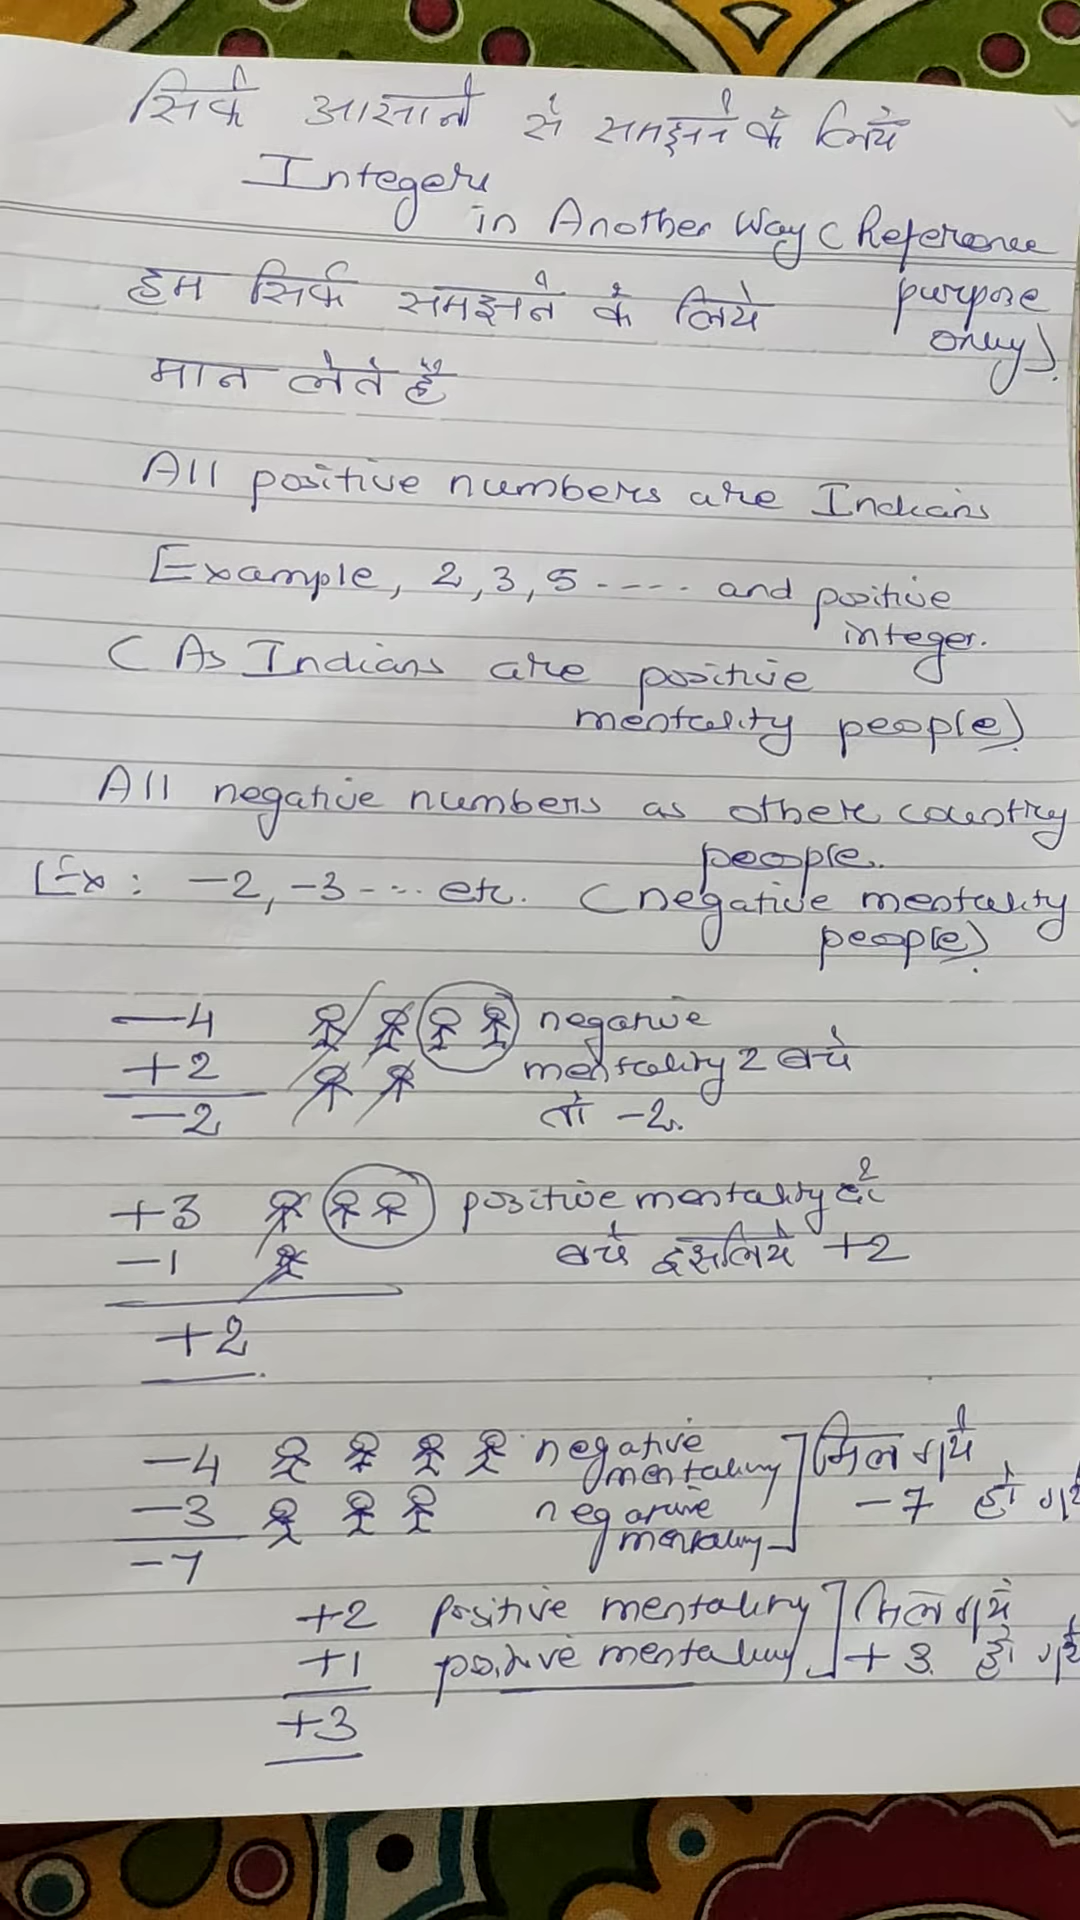 सिर्फ आसानी से समझने के लिये
Integers
in Another Way (Reference
purpose
only).
हम सिर्फ समझने के लिये
मान लेते है
All positive numbers are Indians
Example, 2,3,5 ---- and positive
integer.
(As Indians are positive
mentality people).
All negative numbers as other country
people.
Ex: -2, -3 --- etc. (negative mentality
people).
-4 negative
+2 mentality 2 बचे
-2 तो -2.
+3 positive mentality 2
-1 बचे इसलिये +2
+2
-4 negative mentality ] मिल गये
-3 negative mentality -7 हो गये
-7
+2 positive mentality ] मिल गये
+1 positive mentality +3 हो गये
+3